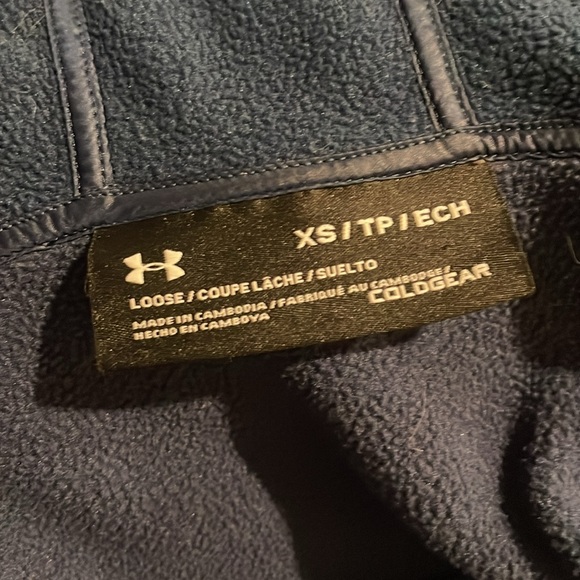 XS / TP / ECH
LOOSE / COUPE LÂCHE / SUELTO
MADE IN CAMBODIA / FABRIQUÉ AU CAMBODGE /
HECHO EN CAMBOYA
COLDGEAR